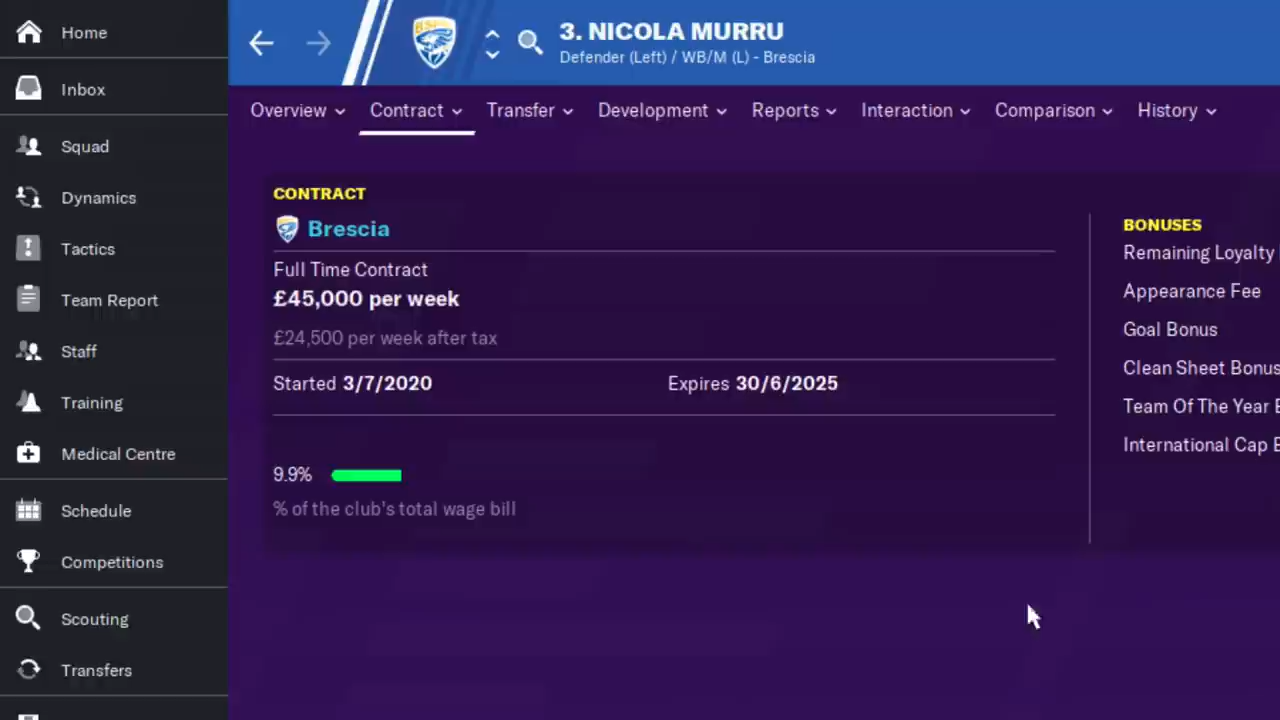 Home
Inbox
Squad
Dynamics
Tactics
Team Report
Staff
Training
Medical Centre
Schedule
Competitions
Scouting
Transfers
3. NICOLA MURRU
Defender (Left) / WB/M (L) - Brescia
Overview Contract Transfer Development Reports Interaction Comparison History
CONTRACT
Brescia
Full Time Contract
£45,000 per week
£24,500 per week after tax
Started 3/7/2020 Expires 30/6/2025
9.9%
% of the club's total wage bill
BONUSES
Remaining Loyalty
Appearance Fee
Goal Bonus
Clean Sheet Bonus
Team Of The Year
International Cap